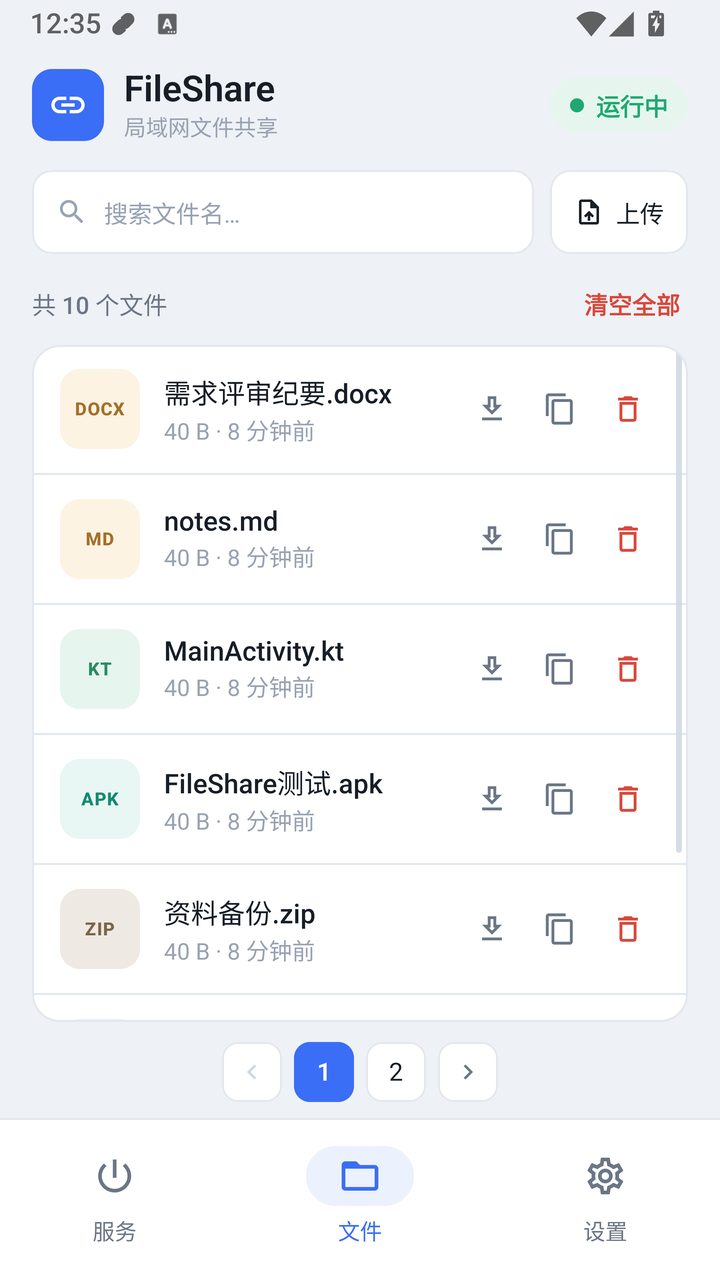 12:35
A
FileShare
局域网文件共享
运行中
搜索文件名…
上传
共 10 个文件
清空全部
DOCX
需求评审纪要.docx
40 B · 8 分钟前
MD
notes.md
40 B · 8 分钟前
KT
MainActivity.kt
40 B · 8 分钟前
APK
FileShare测试.apk
40 B · 8 分钟前
ZIP
资料备份.zip
40 B · 8 分钟前
1
2
服务
文件
设置